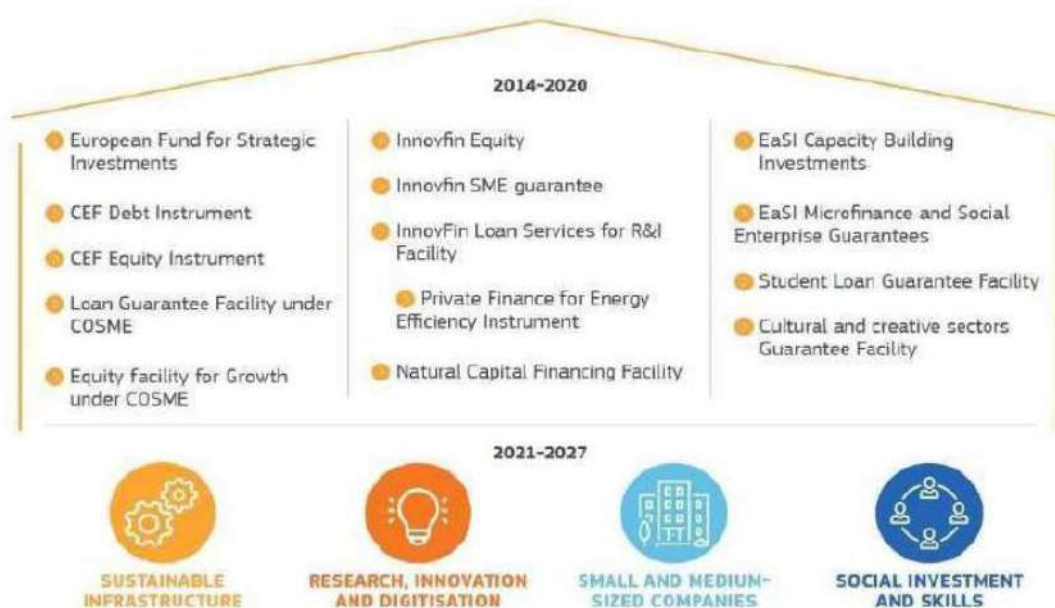 2014-2020
European Fund for Strategic
Investments
CEF Debt Instrument
CEF Equity Instrument
Loan Guarantee Facility under
COSME
Equity facility for Growth
under COSME
Innovfin Equity
Innovfin SME guarantee
InnovFin Loan Services for R&I
Facility
Private Finance for Energy
Efficiency Instrument
Natural Capital Financing Facility
EaSI Capacity Building
Investments
EaSI Microfinance and Social
Enterprise Guarantees
Student Loan Guarantee Facility
Cultural and creative sectors
Guarantee Facility
2021-2027
SUSTAINABLE
INFRASTRUCTURE
RESEARCH, INNOVATION
AND DIGITISATION
SMALL AND MEDIUM-
SIZED COMPANIES
SOCIAL INVESTMENT
AND SKILLS